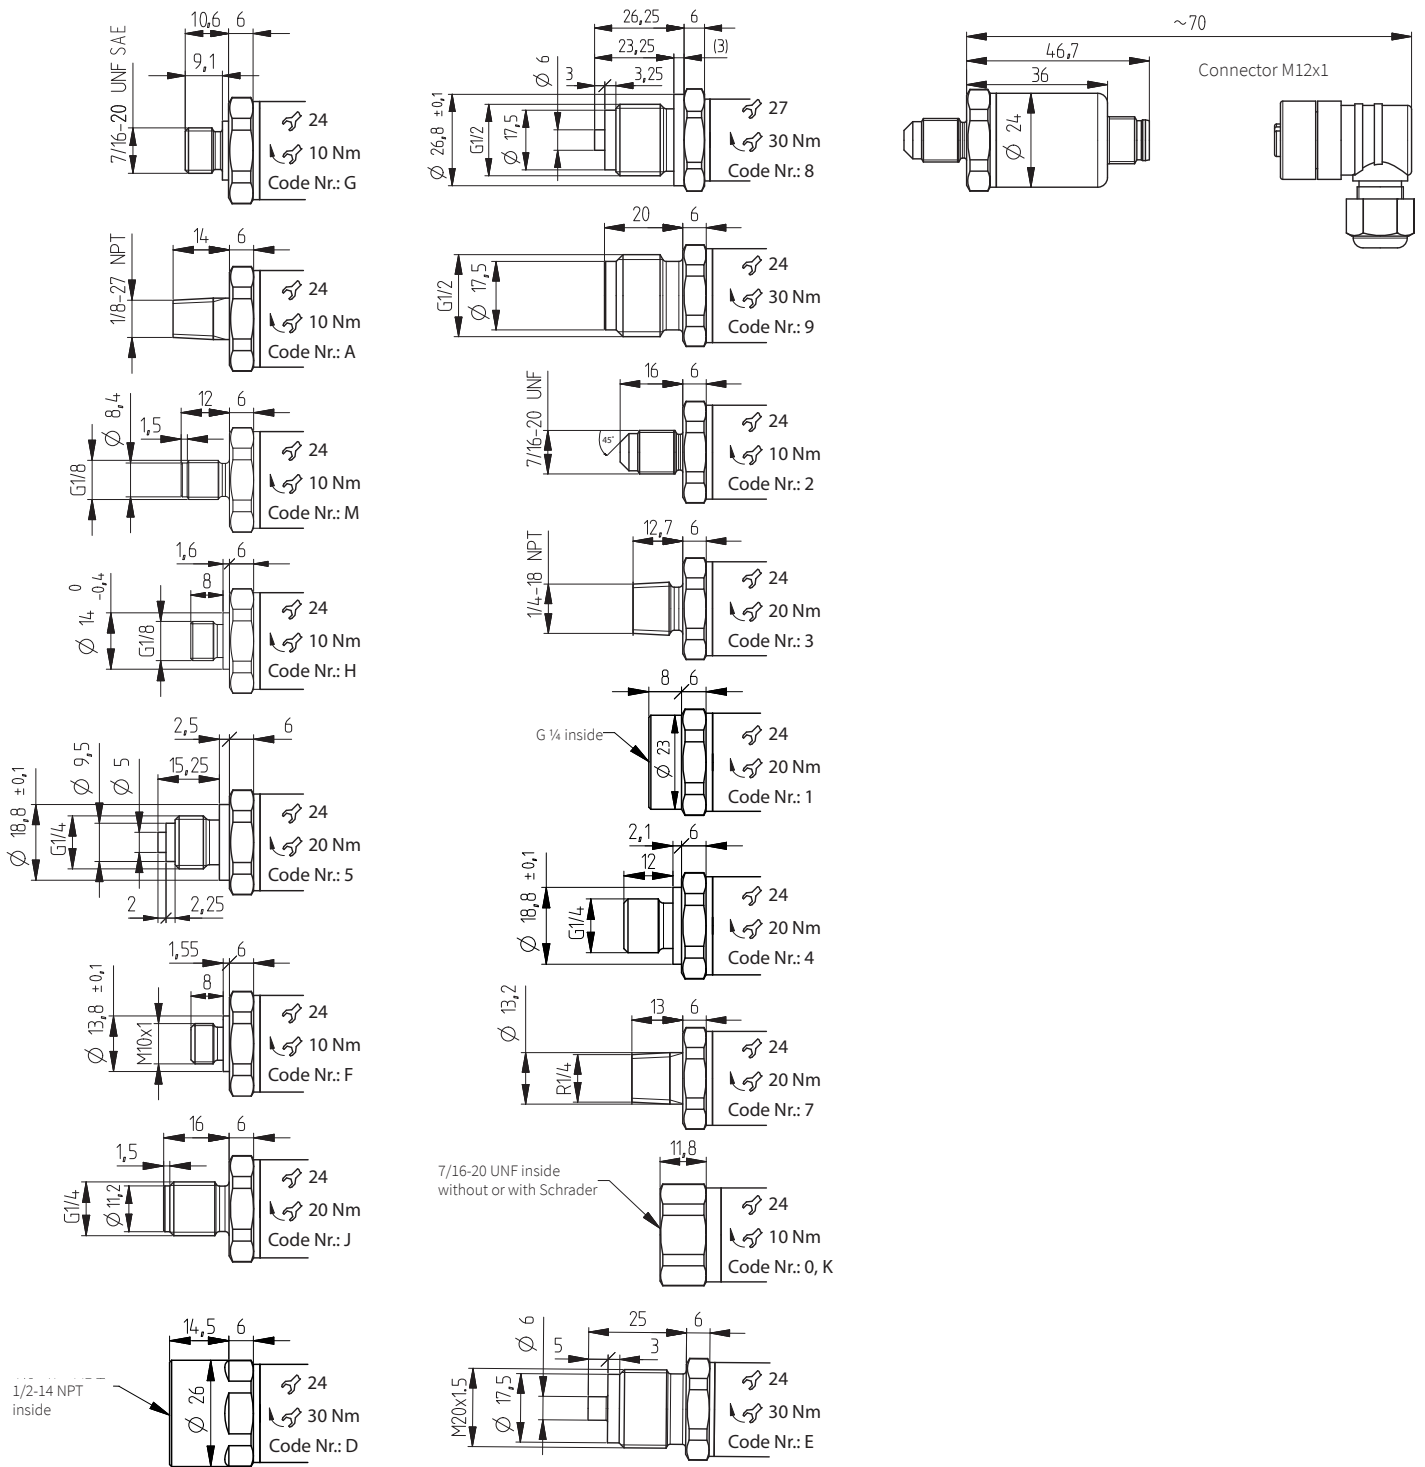 10,6 6
9,1
7/16-20 UNF SAE
24
10 Nm
Code Nr.: G
14 6
1/8-27 NPT
24
10 Nm
Code Nr.: A
12 6
Ø 8,4
1,5
G1/8
24
10 Nm
Code Nr.: M
1,6 6
8
Ø 14 0 -0,4
G1/8
24
10 Nm
Code Nr.: H
2,5 6
15,25
Ø 18,8 ±0,1
G1/4
Ø 9,5
Ø 5
2 2,25
24
20 Nm
Code Nr.: 5
1,55 6
8
Ø 13,8 ±0,1
M10x1
24
10 Nm
Code Nr.: F
16 6
1,5
G1/4
Ø 11,2
24
20 Nm
Code Nr.: J
14,5 6
1/2-14 NPT
inside
Ø 26
24
30 Nm
Code Nr.: D
26,25 6
23,25 (3)
3 3,25
Ø 6
Ø 26,8 ±0,1
G1/2
Ø 17,5
27
30 Nm
Code Nr.: 8
20 6
G1/2
Ø 17,5
24
30 Nm
Code Nr.: 9
16 6
7/16-20 UNF
45°
24
10 Nm
Code Nr.: 2
12,7 6
1/4-18 NPT
24
20 Nm
Code Nr.: 3
8 6
G ¼ inside
Ø 23
24
20 Nm
Code Nr.: 1
2,1 6
12
Ø 18,8 ±0,1
G1/4
24
20 Nm
Code Nr.: 4
13 6
Ø 13,2
R1/4
24
20 Nm
Code Nr.: 7
11,8
7/16-20 UNF inside
without or with Schrader
24
10 Nm
Code Nr.: 0, K
25 6
5 3
Ø 6
M20x1.5
Ø 17,5
24
30 Nm
Code Nr.: E
~70
46,7
36
Connector M12x1
Ø 24